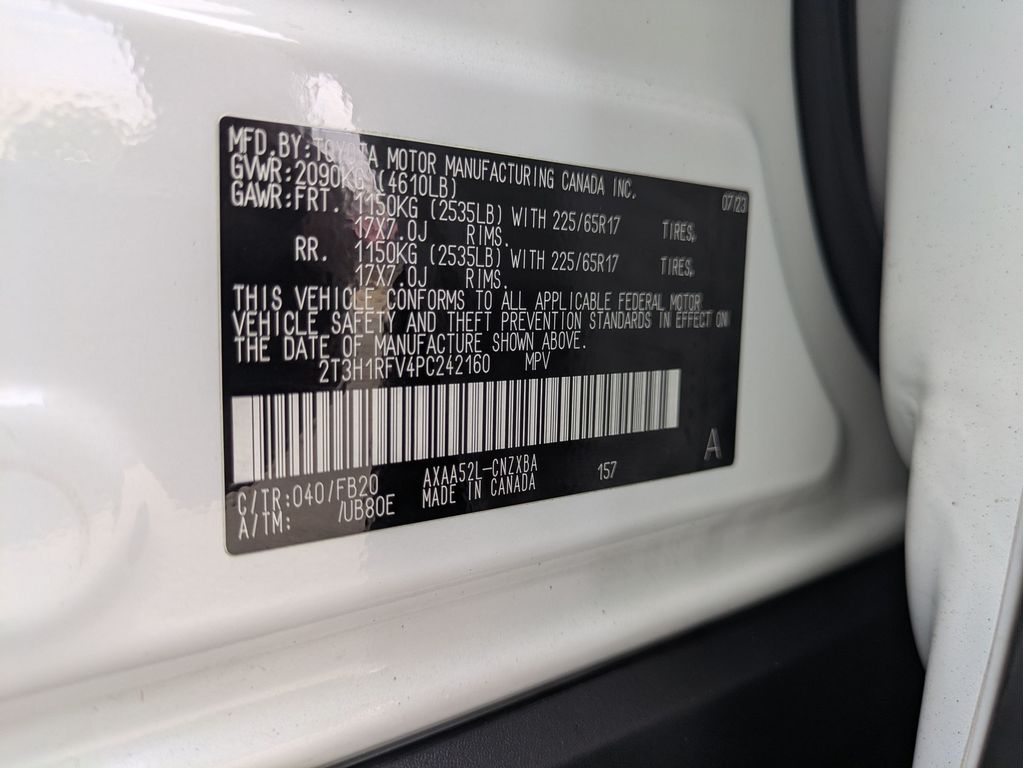 MFD.BY:TOYOTA MOTOR MANUFACTURING CANADA INC.
GVWR:2090KG (4610LB) 07/23
GAWR:FRT. 1150KG (2535LB) WITH 225/65R17 TIRES,
17X7.0J RIMS.
RR. 1150KG (2535LB) WITH 225/65R17 TIRES,
17X7.0J RIMS.
THIS VEHICLE CONFORMS TO ALL APPLICABLE FEDERAL MOTOR
VEHICLE SAFETY AND THEFT PREVENTION STANDARDS IN EFFECT ON
THE DATE OF MANUFACTURE SHOWN ABOVE.
2T3H1RFV4PC242160 MPV
A
C/TR:040/FB20 AXAA52L-CNZXBA 157
A/TM: /UB80E MADE IN CANADA